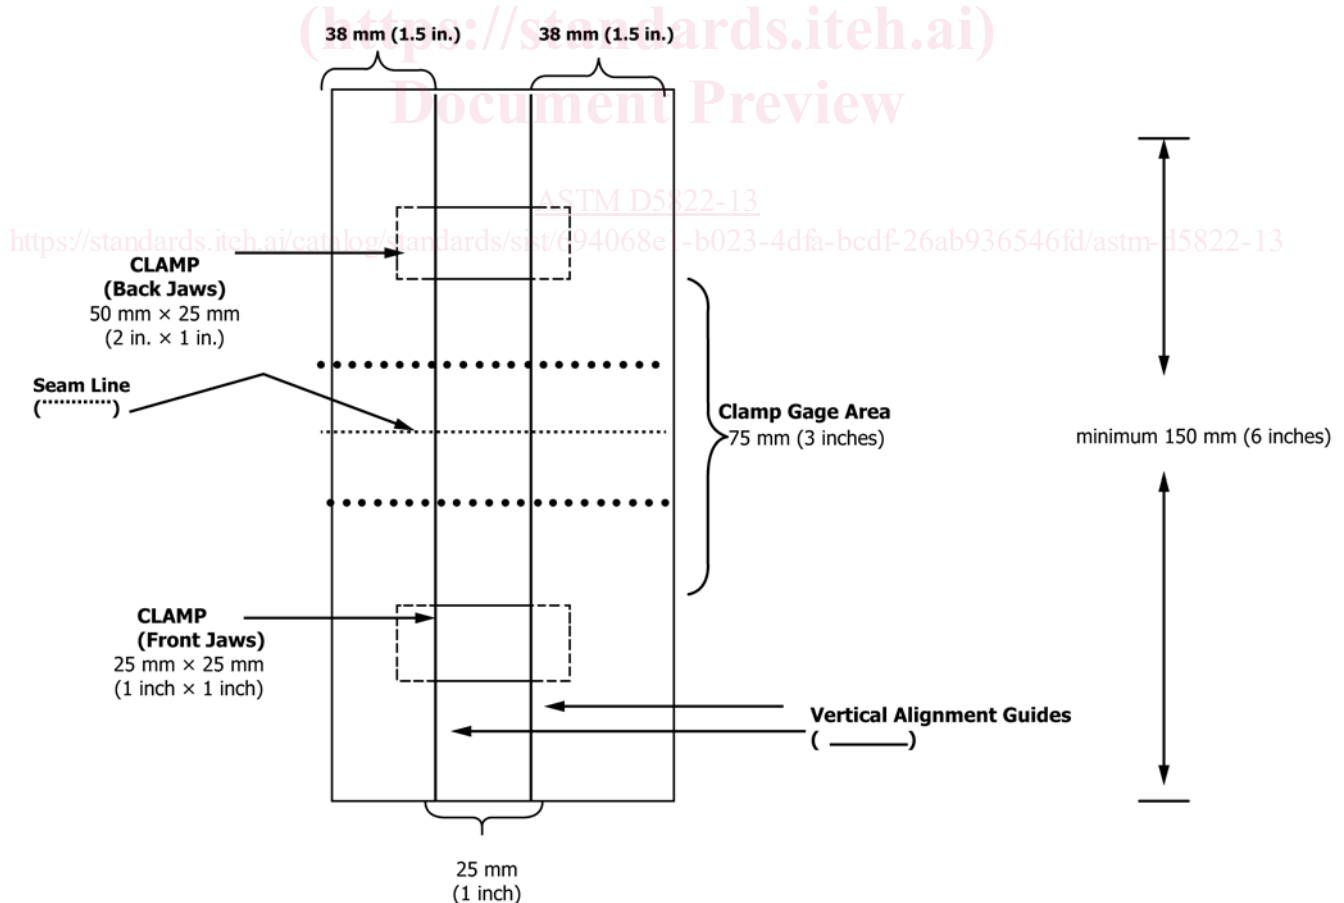 (https://standards.iteh.ai)
38 mm (1.5 in.)
38 mm (1.5 in.)
Document Preview
ASTM D5822-13
https://standards.iteh.ai/catalog/standards/sist/694068e1-b023-4dfa-bcdf-26ab936546fd/astm-d5822-13
CLAMP
(Back Jaws)
50 mm × 25 mm
(2 in. × 1 in.)
Seam Line
(............)
Clamp Gage Area
75 mm (3 inches)
minimum 150 mm (6 inches)
CLAMP
(Front Jaws)
25 mm × 25 mm
(1 inch × 1 inch)
Vertical Alignment Guides
( ________)
25 mm
(1 inch)